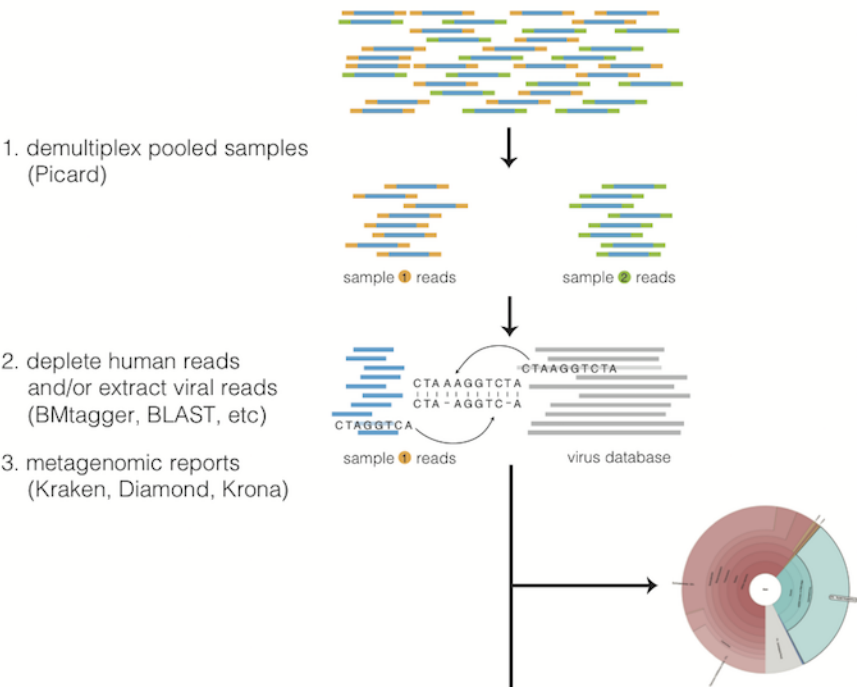 1. demultiplex pooled samples
(Picard)
sample 1 reads
sample 2 reads
2. deplete human reads
and/or extract viral reads
(BMtagger, BLAST, etc)
CTAAGGTCTA
CTAAAGGTCTA
CTA-AGGTC-A
CTAGGTCA
sample 1 reads
virus database
3. metagenomic reports
(Kraken, Diamond, Krona)